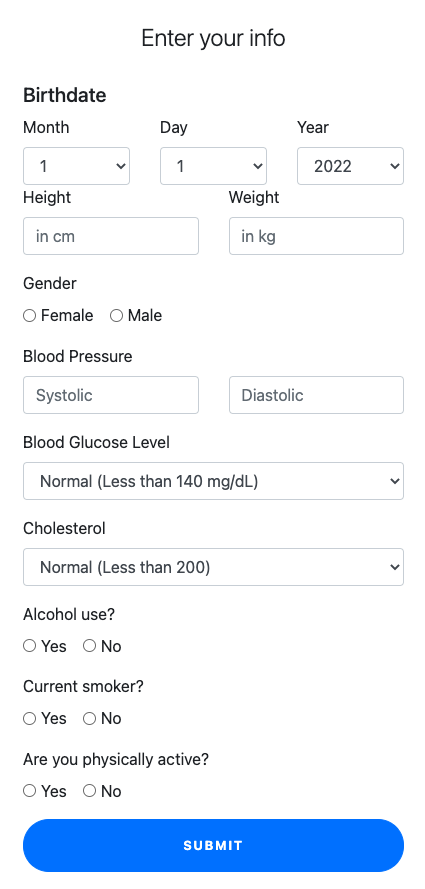 Enter your info
Birthdate
Month Day Year
1 1 2022
Height Weight
in cm in kg
Gender
Female Male
Blood Pressure
Systolic Diastolic
Blood Glucose Level
Normal (Less than 140 mg/dL)
Cholesterol
Normal (Less than 200)
Alcohol use?
Yes No
Current smoker?
Yes No
Are you physically active?
Yes No
SUBMIT